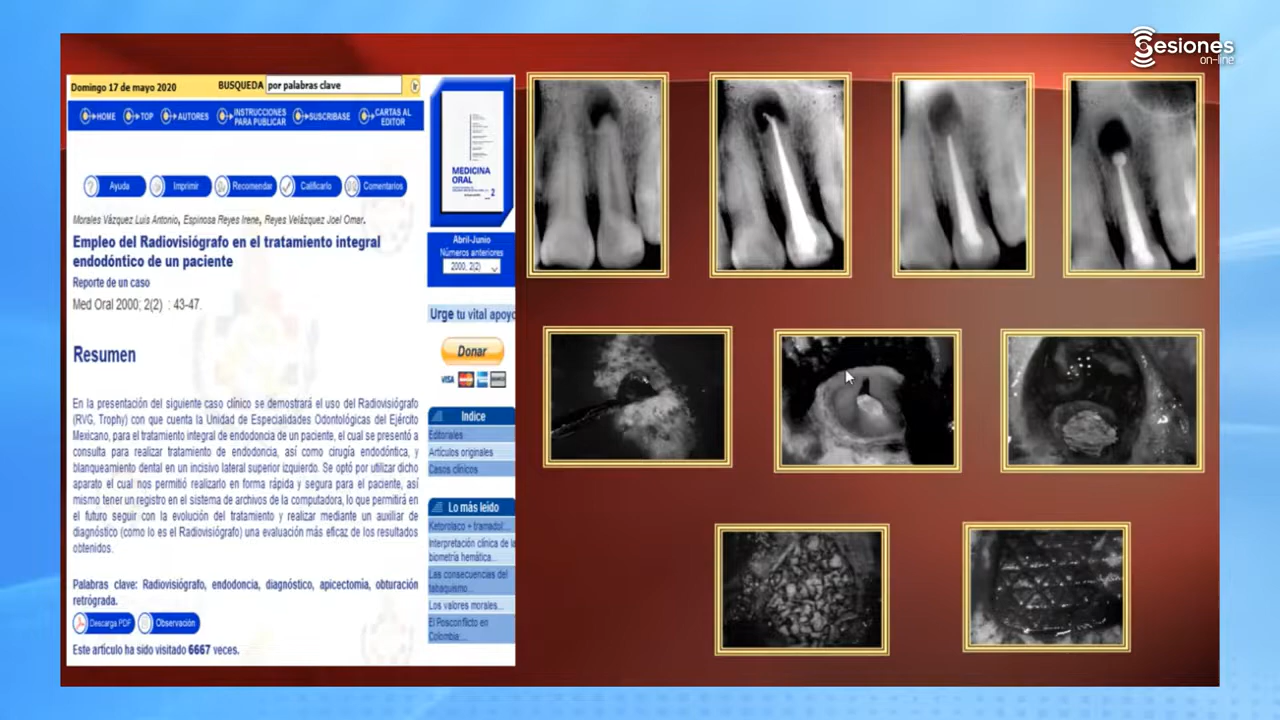 Sesiones
on-line
Domingo 17 de mayo 2020
BUSQUEDA por palabras clave Ir
HOME TOP AUTORES INSTRUCCIONES PARA PUBLICAR SUSCRIBASE CARTAS AL EDITOR
Ayuda Imprimir Recomendar Calificarlo Comentarios
Morales Vázquez Luis Antonio, Espinosa Reyes Irene, Reyes Velázquez Joel Omar.
Empleo del Radiovisiógrafo en el tratamiento integral
endodóntico de un paciente
Reporte de un caso
Med Oral 2000; 2(2) : 43-47.
Resumen
En la presentación del siguiente caso clínico se demostrará el uso del Radiovisiógrafo
(RVG, Trophy) con que cuenta la Unidad de Especialidades Odontológicas del Ejército
Mexicano, para el tratamiento integral de endodoncia de un paciente, el cual se presentó a
consulta para realizar tratamiento de endodoncia, así como cirugía endodóntica, y
blanqueamiento dental en un incisivo lateral superior izquierdo. Se optó por utilizar dicho
aparato el cual nos permitió realizarlo en forma rápida y segura para el paciente, así
mismo tener un registro en el sistema de archivos de la computadora, lo que permitirá en
el futuro seguir con la evolución del tratamiento y realizar mediante un auxiliar de
diagnóstico (como lo es el Radiovisiógrafo) una evaluación más eficaz de los resultados
obtenidos.
Palabras clave: Radiovisiógrafo, endodoncia, diagnóstico, apicectomía, obturación
retrógrada.
Descarga PDF Observación
Este artículo ha sido visitado 6667 veces.
MEDICINA
ORAL
2
Abril-Junio
Números anteriores
2000, 2(2)
Urge tu vital apoyo
Donar
VISA
Indice
Editoriales
Artículos originales
Casos clínicos
Lo más leído
Ketorolaco + tramadol:...
Interpretación clínica de la
biometría hemática...
Las consecuencias del
tabaquismo...
Los valores morales...
El Posconflicto en
Colombia....